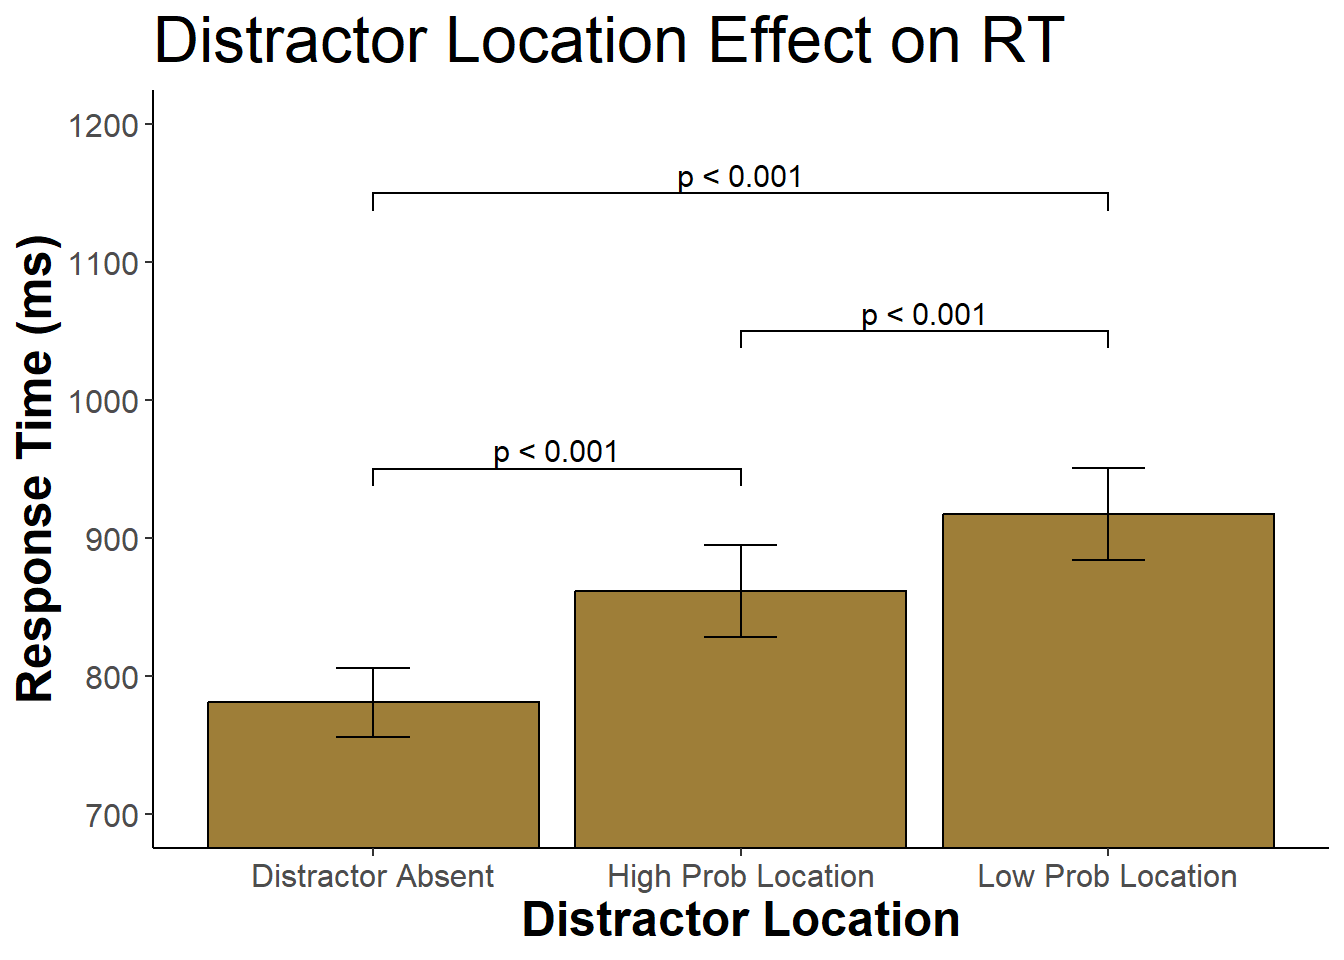 Distractor Location Effect on RT
Response Time (ms)
1200
1100
1000
900
800
700
p < 0.001
p < 0.001
p < 0.001
Distractor Absent
High Prob Location
Low Prob Location
Distractor Location